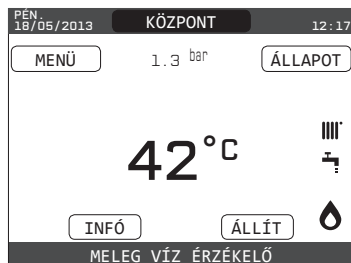 PÉN.
18/05/2013 KÖZPONT 12:17
MENÜ 1.3 bar ÁLLAPOT
42°C
INFÓ ÁLLÍT
MELEG VÍZ ÉRZÉKELŐ